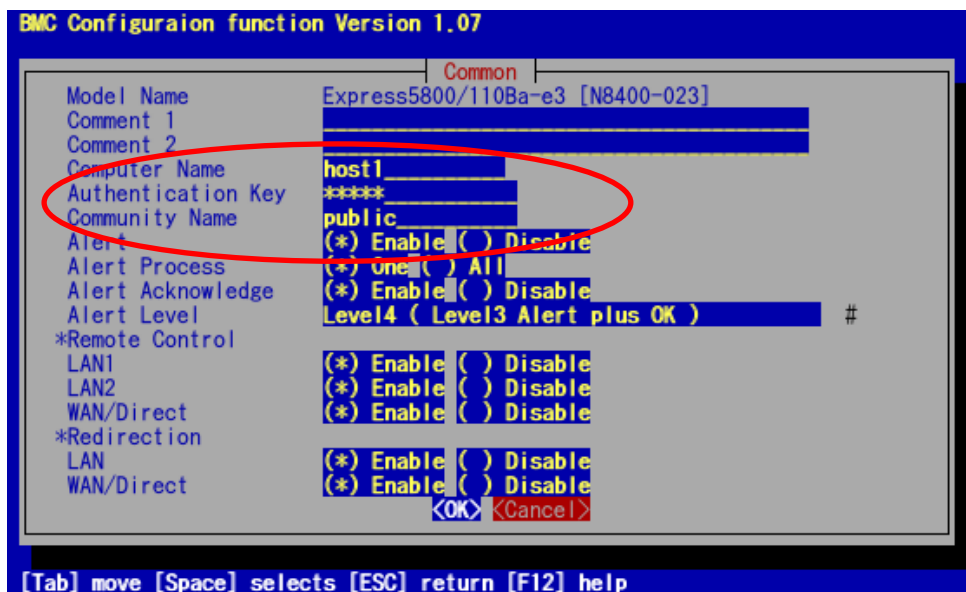 BMC Configuraion function Version 1.07
Common
Model Name Express5800/110Ba-e3 [N8400-023]
Comment 1
Comment 2
Computer Name host1
Authentication Key *****
Community Name public
Alert (*) Enable ( ) Disable
Alert Process (*) One ( ) All
Alert Acknowledge (*) Enable ( ) Disable
Alert Level Level4 ( Level3 Alert plus OK ) #
*Remote Control
LAN1 (*) Enable ( ) Disable
LAN2 (*) Enable ( ) Disable
WAN/Direct (*) Enable ( ) Disable
*Redirection
LAN (*) Enable ( ) Disable
WAN/Direct (*) Enable ( ) Disable
<OK> <Cancel>
[Tab] move [Space] selects [ESC] return [F12] help